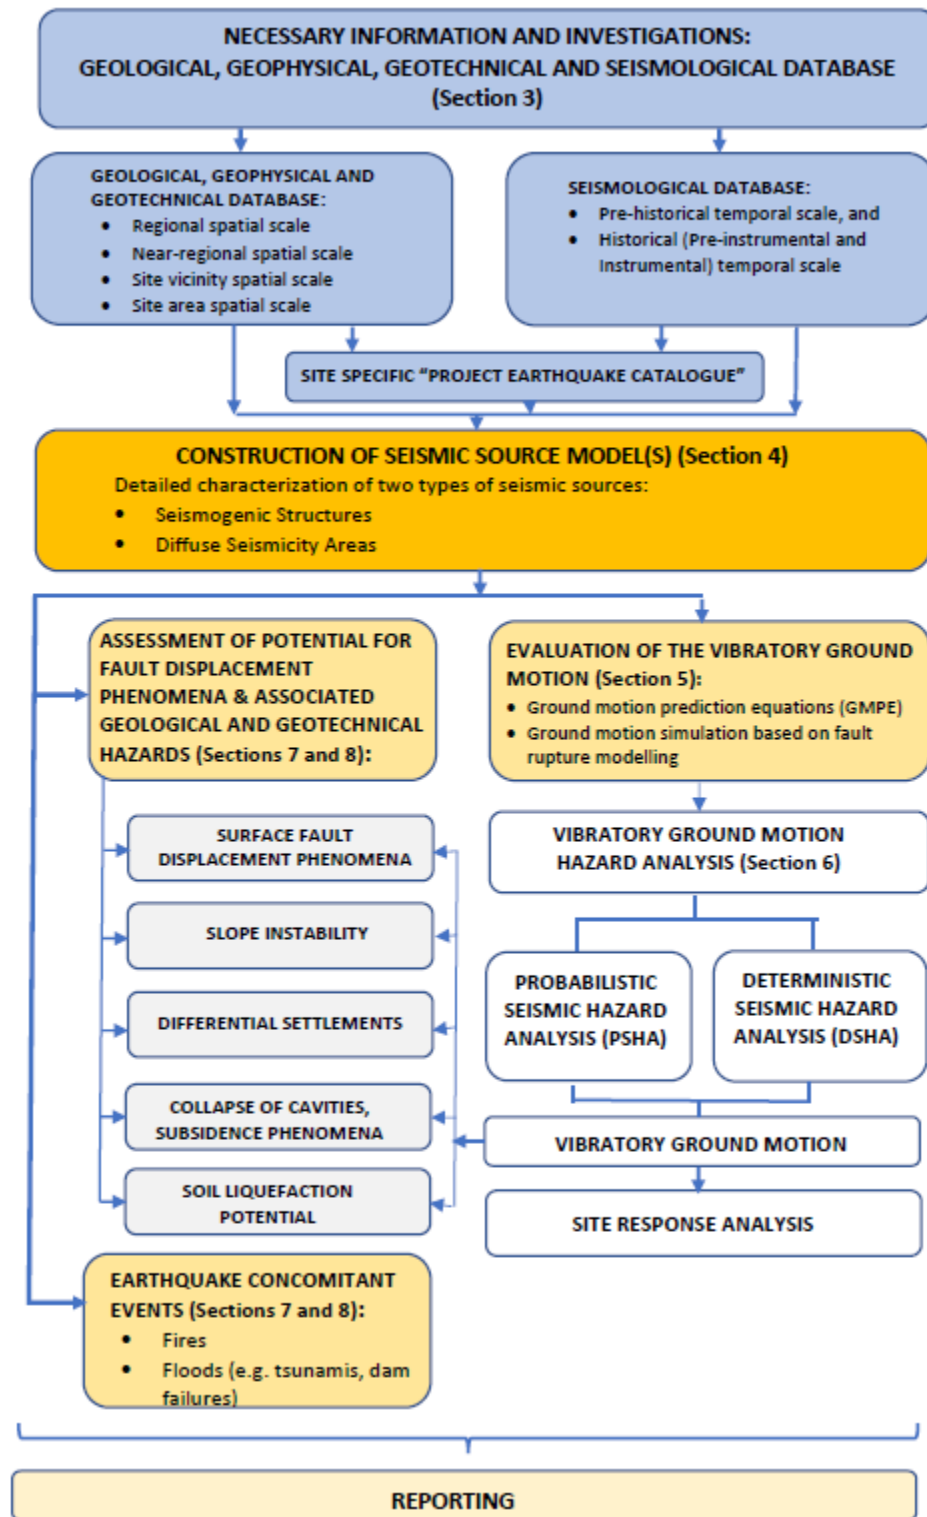 NECESSARY INFORMATION AND INVESTIGATIONS:
GEOLOGICAL, GEOPHYSICAL, GEOTECHNICAL AND SEISMOLOGICAL DATABASE
(Section 3)
GEOLOGICAL, GEOPHYSICAL AND
GEOTECHNICAL DATABASE:
• Regional spatial scale
• Near-regional spatial scale
• Site vicinity spatial scale
• Site area spatial scale
SEISMOLOGICAL DATABASE:
• Pre-historical temporal scale, and
• Historical (Pre-instrumental and
Instrumental) temporal scale
SITE SPECIFIC “PROJECT EARTHQUAKE CATALOGUE”
CONSTRUCTION OF SEISMIC SOURCE MODEL(S) (Section 4)
Detailed characterization of two types of seismic sources:
• Seismogenic Structures
• Diffuse Seismicity Areas
ASSESSMENT OF POTENTIAL FOR
FAULT DISPLACEMENT
PHENOMENA & ASSOCIATED
GEOLOGICAL AND GEOTECHNICAL
HAZARDS (Sections 7 and 8):
SURFACE FAULT
DISPLACEMENT PHENOMENA
SLOPE INSTABILITY
DIFFERENTIAL SETTLEMENTS
COLLAPSE OF CAVITIES,
SUBSIDENCE PHENOMENA
SOIL LIQUEFACTION
POTENTIAL
EARTHQUAKE CONCOMITANT
EVENTS (Sections 7 and 8):
• Fires
• Floods (e.g. tsunamis, dam
failures)
EVALUATION OF THE VIBRATORY GROUND
MOTION (Section 5):
• Ground motion prediction equations (GMPE)
• Ground motion simulation based on fault
rupture modelling
VIBRATORY GROUND MOTION
HAZARD ANALYSIS (Section 6)
PROBABILISTIC
SEISMIC HAZARD
ANALYSIS (PSHA)
DETERMINISTIC
SEISMIC HAZARD
ANALYSIS (DSHA)
VIBRATORY GROUND MOTION
SITE RESPONSE ANALYSIS
REPORTING